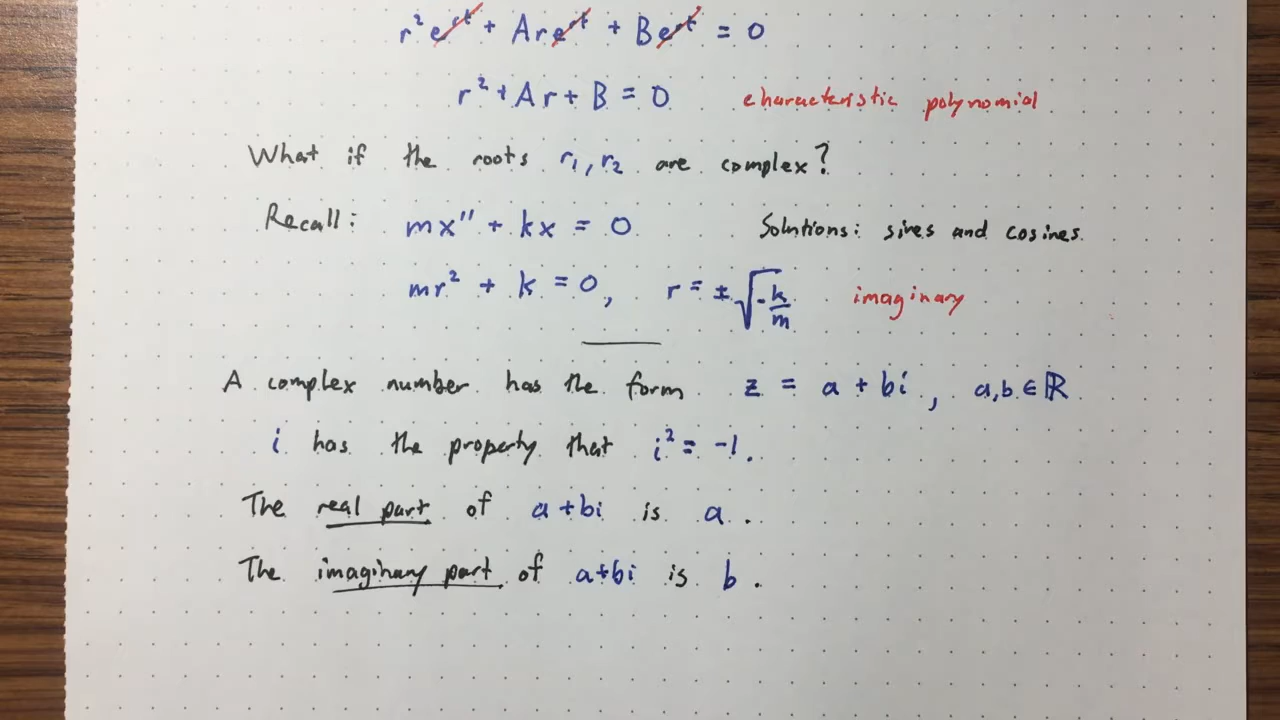 r²e^rt + Are^rt + Be^rt = 0
r² + Ar + B = 0 characteristic polynomial
What if the roots r₁, r₂ are complex?
Recall: mx'' + kx = 0 Solutions: sines and cosines.
mr² + k = 0, r = ±√(-k/m) imaginary
A complex number has the form z = a + bi, a,b ∈ ℝ
i has the property that i² = -1.
The real part of a+bi is a.
The imaginary part of a+bi is b.